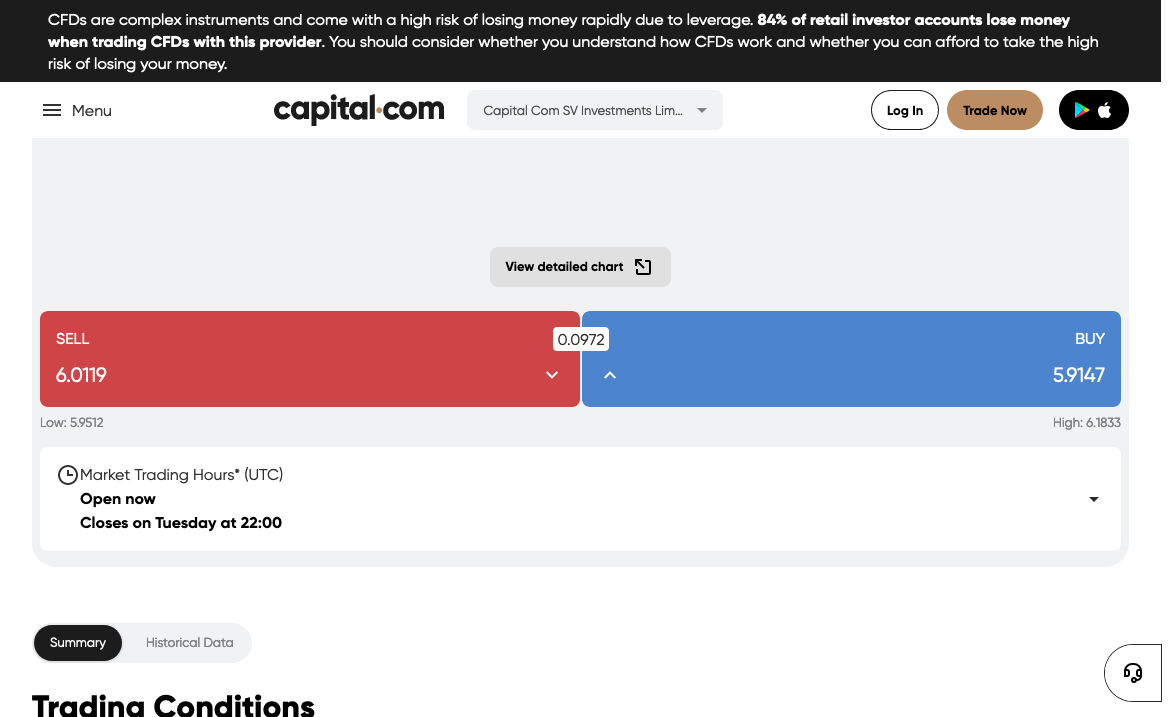 CFDs are complex instruments and come with a high risk of losing money rapidly due to leverage. 84% of retail investor accounts lose money
when trading CFDs with this provider. You should consider whether you understand how CFDs work and whether you can afford to take the high
risk of losing your money.
Menu
capital.com
Capital Com SV Investments Lim...
Log In
Trade Now
View detailed chart
SELL
0.0972
BUY
6.0119
5.9147
Low: 5.9512
High: 6.1833
Market Trading Hours* (UTC)
Open now
Closes on Tuesday at 22:00
Summary
Historical Data
Trading Conditions